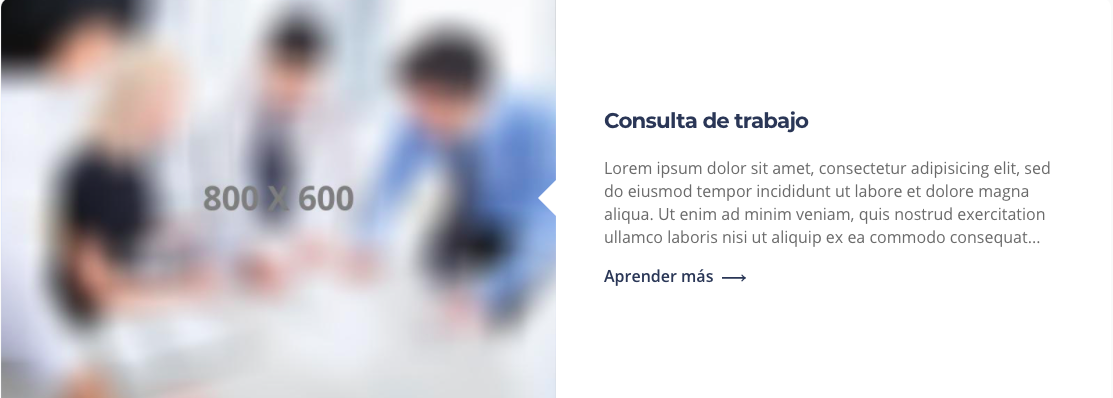 800 X 600
Consulta de trabajo
Lorem ipsum dolor sit amet, consectetur adipisicing elit, sed
do eiusmod tempor incididunt ut labore et dolore magna
aliqua. Ut enim ad minim veniam, quis nostrud exercitation
ullamco laboris nisi ut aliquip ex ea commodo consequat...
Aprender más ⟶